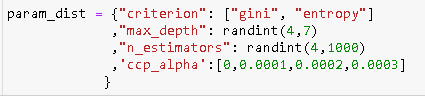 param_dist = {"criterion": ["gini", "entropy"]
,"max_depth": randint(4,7)
,"n_estimators": randint(4,1000)
,'ccp_alpha':[0,0.0001,0.0002,0.0003]
}